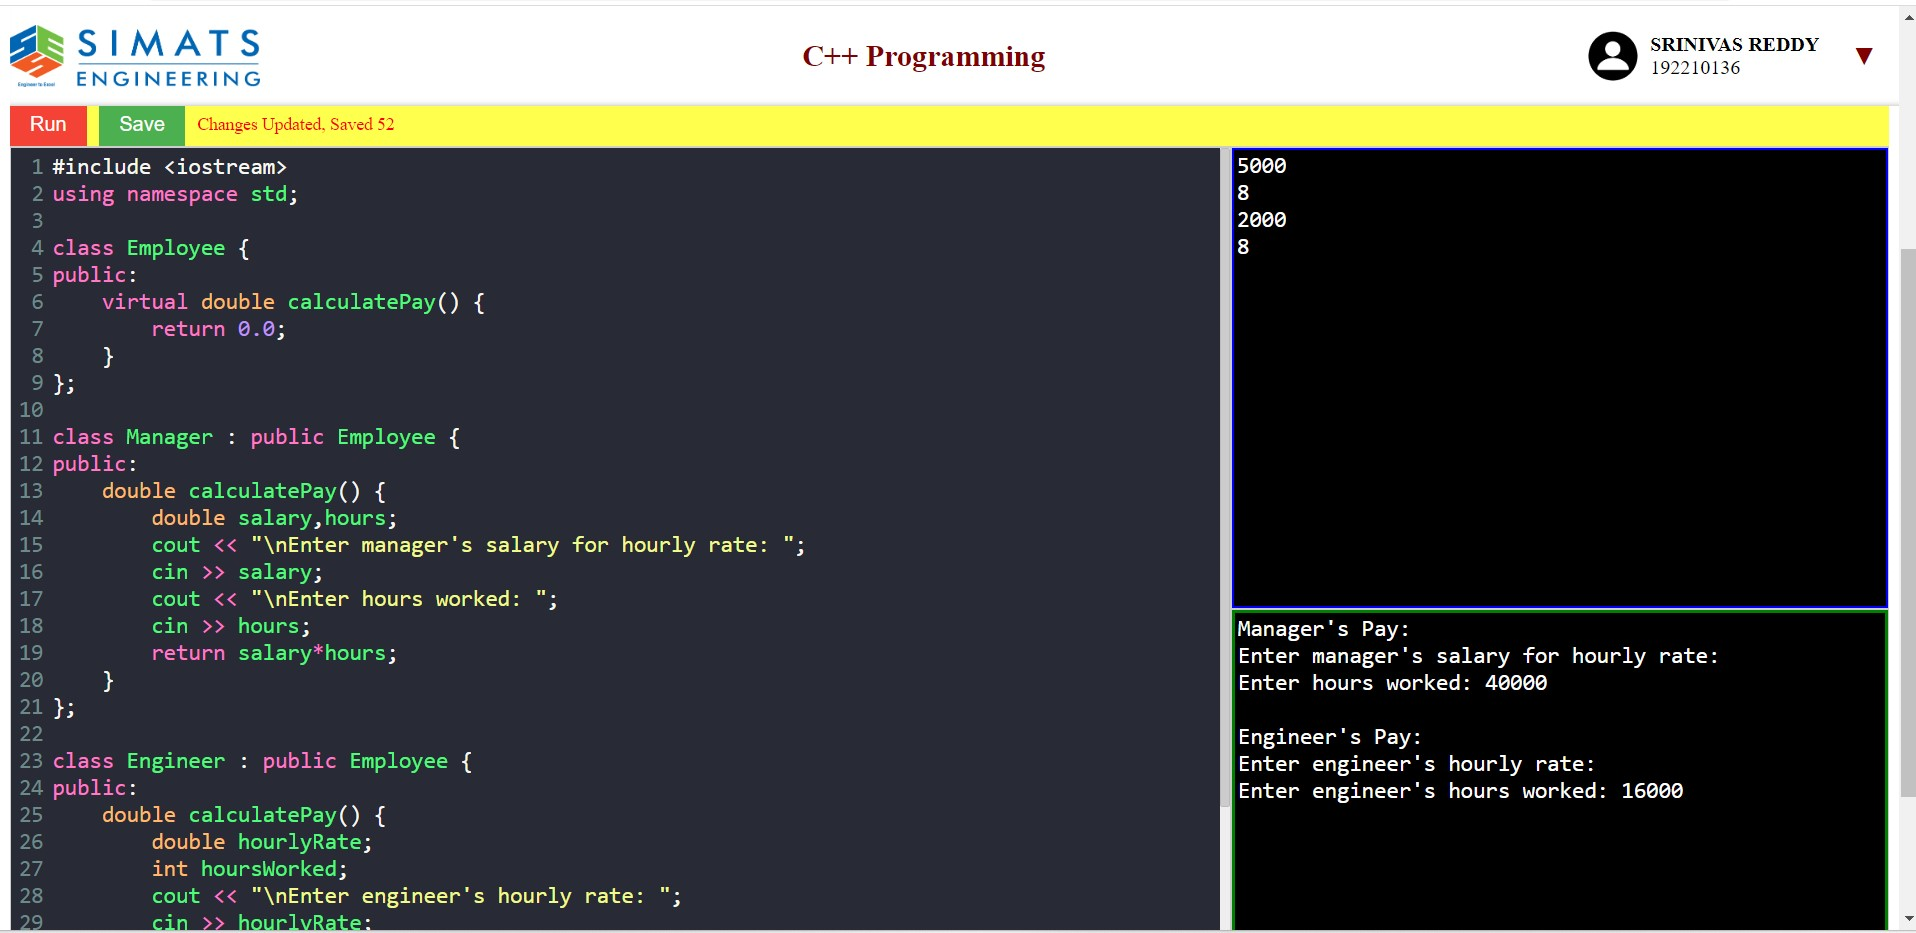 SIMATS
ENGINEERING
Engineer to Excel
C++ Programming
SRINIVAS REDDY
192210136
Run
Save
Changes Updated, Saved 52
1 #include <iostream>
2 using namespace std;
3
4 class Employee {
5 public:
6     virtual double calculatePay() {
7         return 0.0;
8     }
9 };
10
11 class Manager : public Employee {
12 public:
13     double calculatePay() {
14         double salary,hours;
15         cout << "\nEnter manager's salary for hourly rate: ";
16         cin >> salary;
17         cout << "\nEnter hours worked: ";
18         cin >> hours;
19         return salary*hours;
20     }
21 };
22
23 class Engineer : public Employee {
24 public:
25     double calculatePay() {
26         double hourlyRate;
27         int hoursWorked;
28         cout << "\nEnter engineer's hourly rate: ";
29         cin >> hourlyRate;
5000
8
2000
8
Manager's Pay:
Enter manager's salary for hourly rate:
Enter hours worked: 40000
Engineer's Pay:
Enter engineer's hourly rate:
Enter engineer's hours worked: 16000